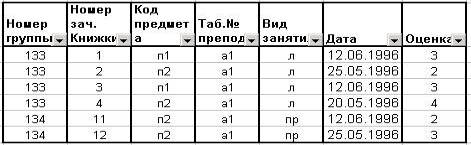 Номер группы Номер зач. Книжки Код предмета Таб.№ препод Вид заняти Дата Оценка
133 1 п1 а1 л 12.06.1996 3
133 2 п2 а1 л 25.05.1996 2
133 3 п1 а1 л 12.06.1996 3
133 4 п2 а1 л 20.05.1996 4
134 11 п2 а1 пр 12.06.1996 2
134 12 п2 а1 пр 25.05.1996 3